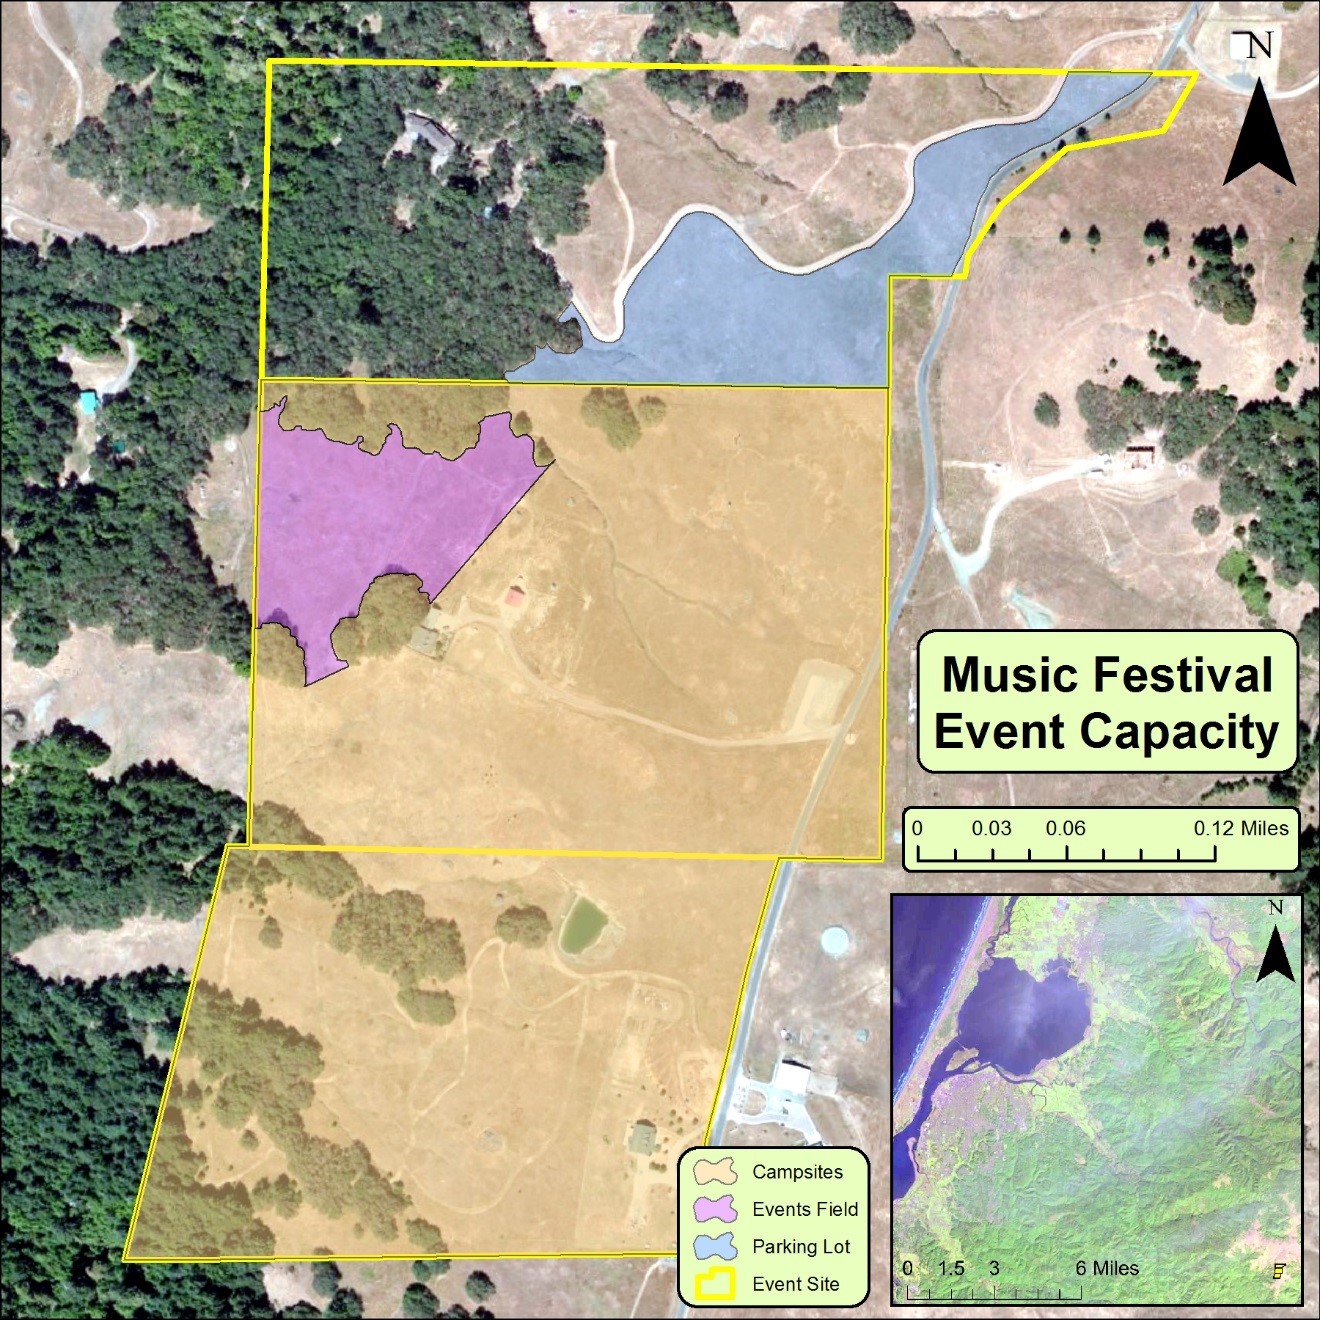 N
Music Festival
Event Capacity
0 0.03 0.06 0.12 Miles
N
0 1.5 3 6 Miles
Campsites
Events Field
Parking Lot
Event Site